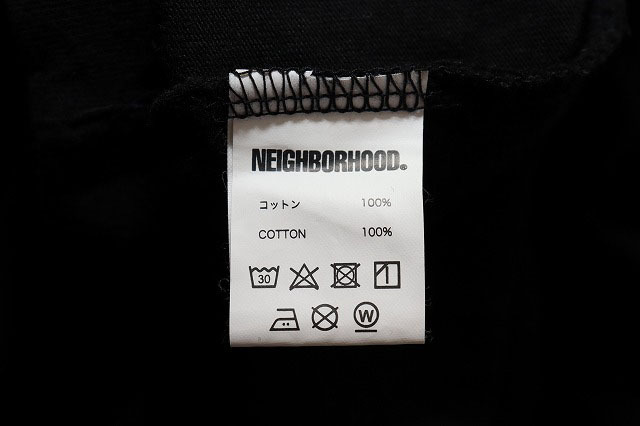 NEIGHBORHOOD®
コットン 100%
COTTON 100%
30
W